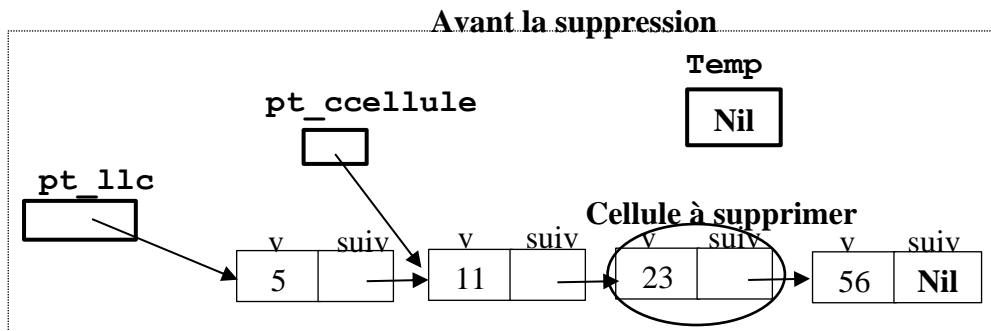 Avant la suppression
Temp
Nil
pt_ccellule
pt_llc
Cellule à supprimer
v suiv v suiv v suiv v suiv
5 11 23 56 Nil